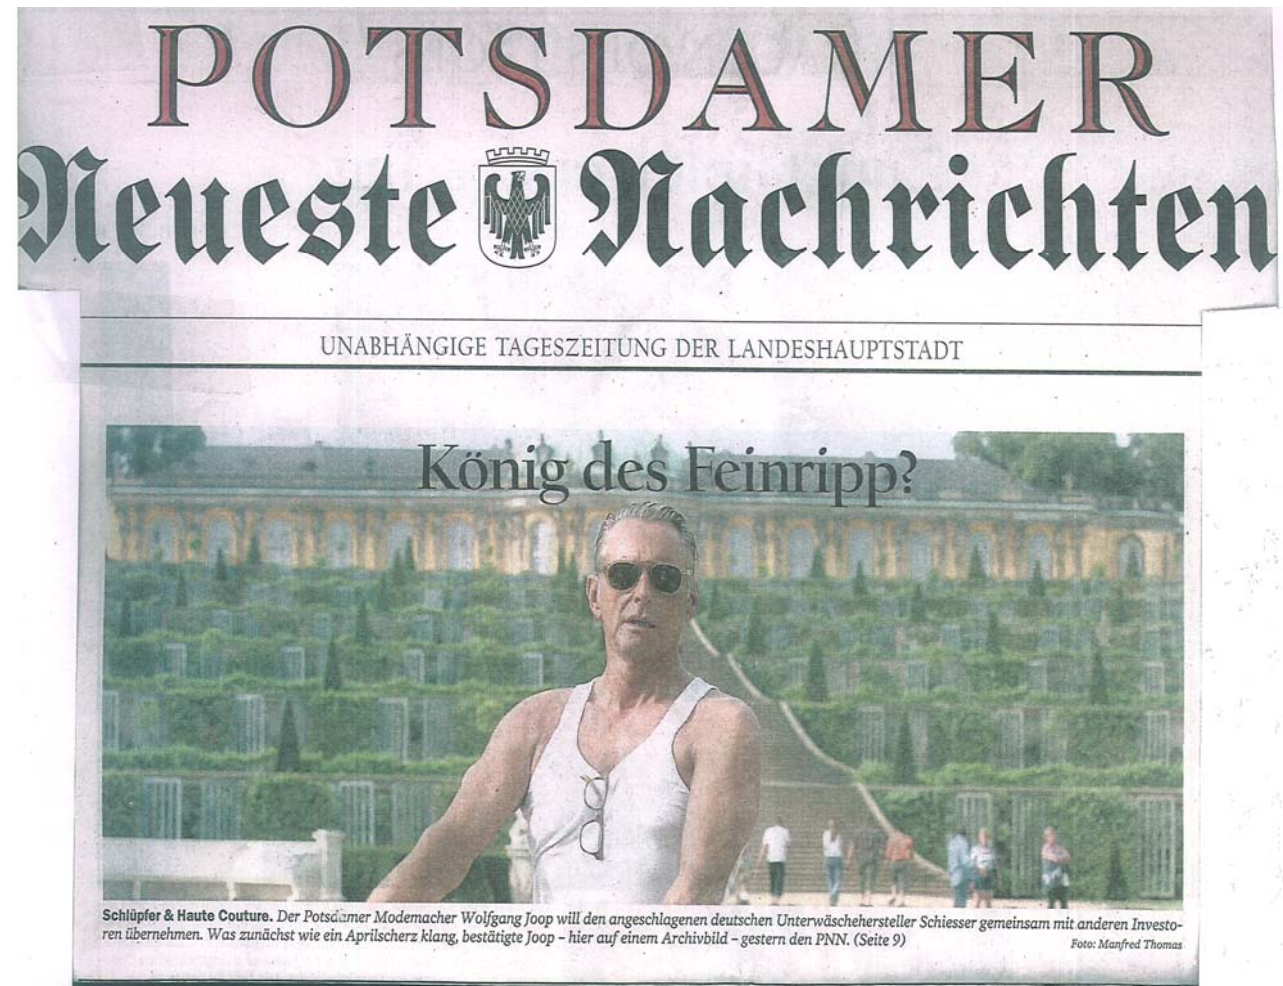 POTSDAMER
Neueste Nachrichten
UNABHÄNGIGE TAGESZEITUNG DER LANDESHAUPTSTADT
König des Feinripp?
Schlüpfer & Haute Couture. Der Potsdamer Modemacher Wolfgang Joop will den angeschlagenen deutschen Unterwäschehersteller Schiesser gemeinsam mit anderen Investo-
ren übernehmen. Was zunächst wie ein Aprilscherz klang, bestätigte Joop – hier auf einem Archivbild – gestern den PNN. (Seite 9)
Foto: Manfred Thomas